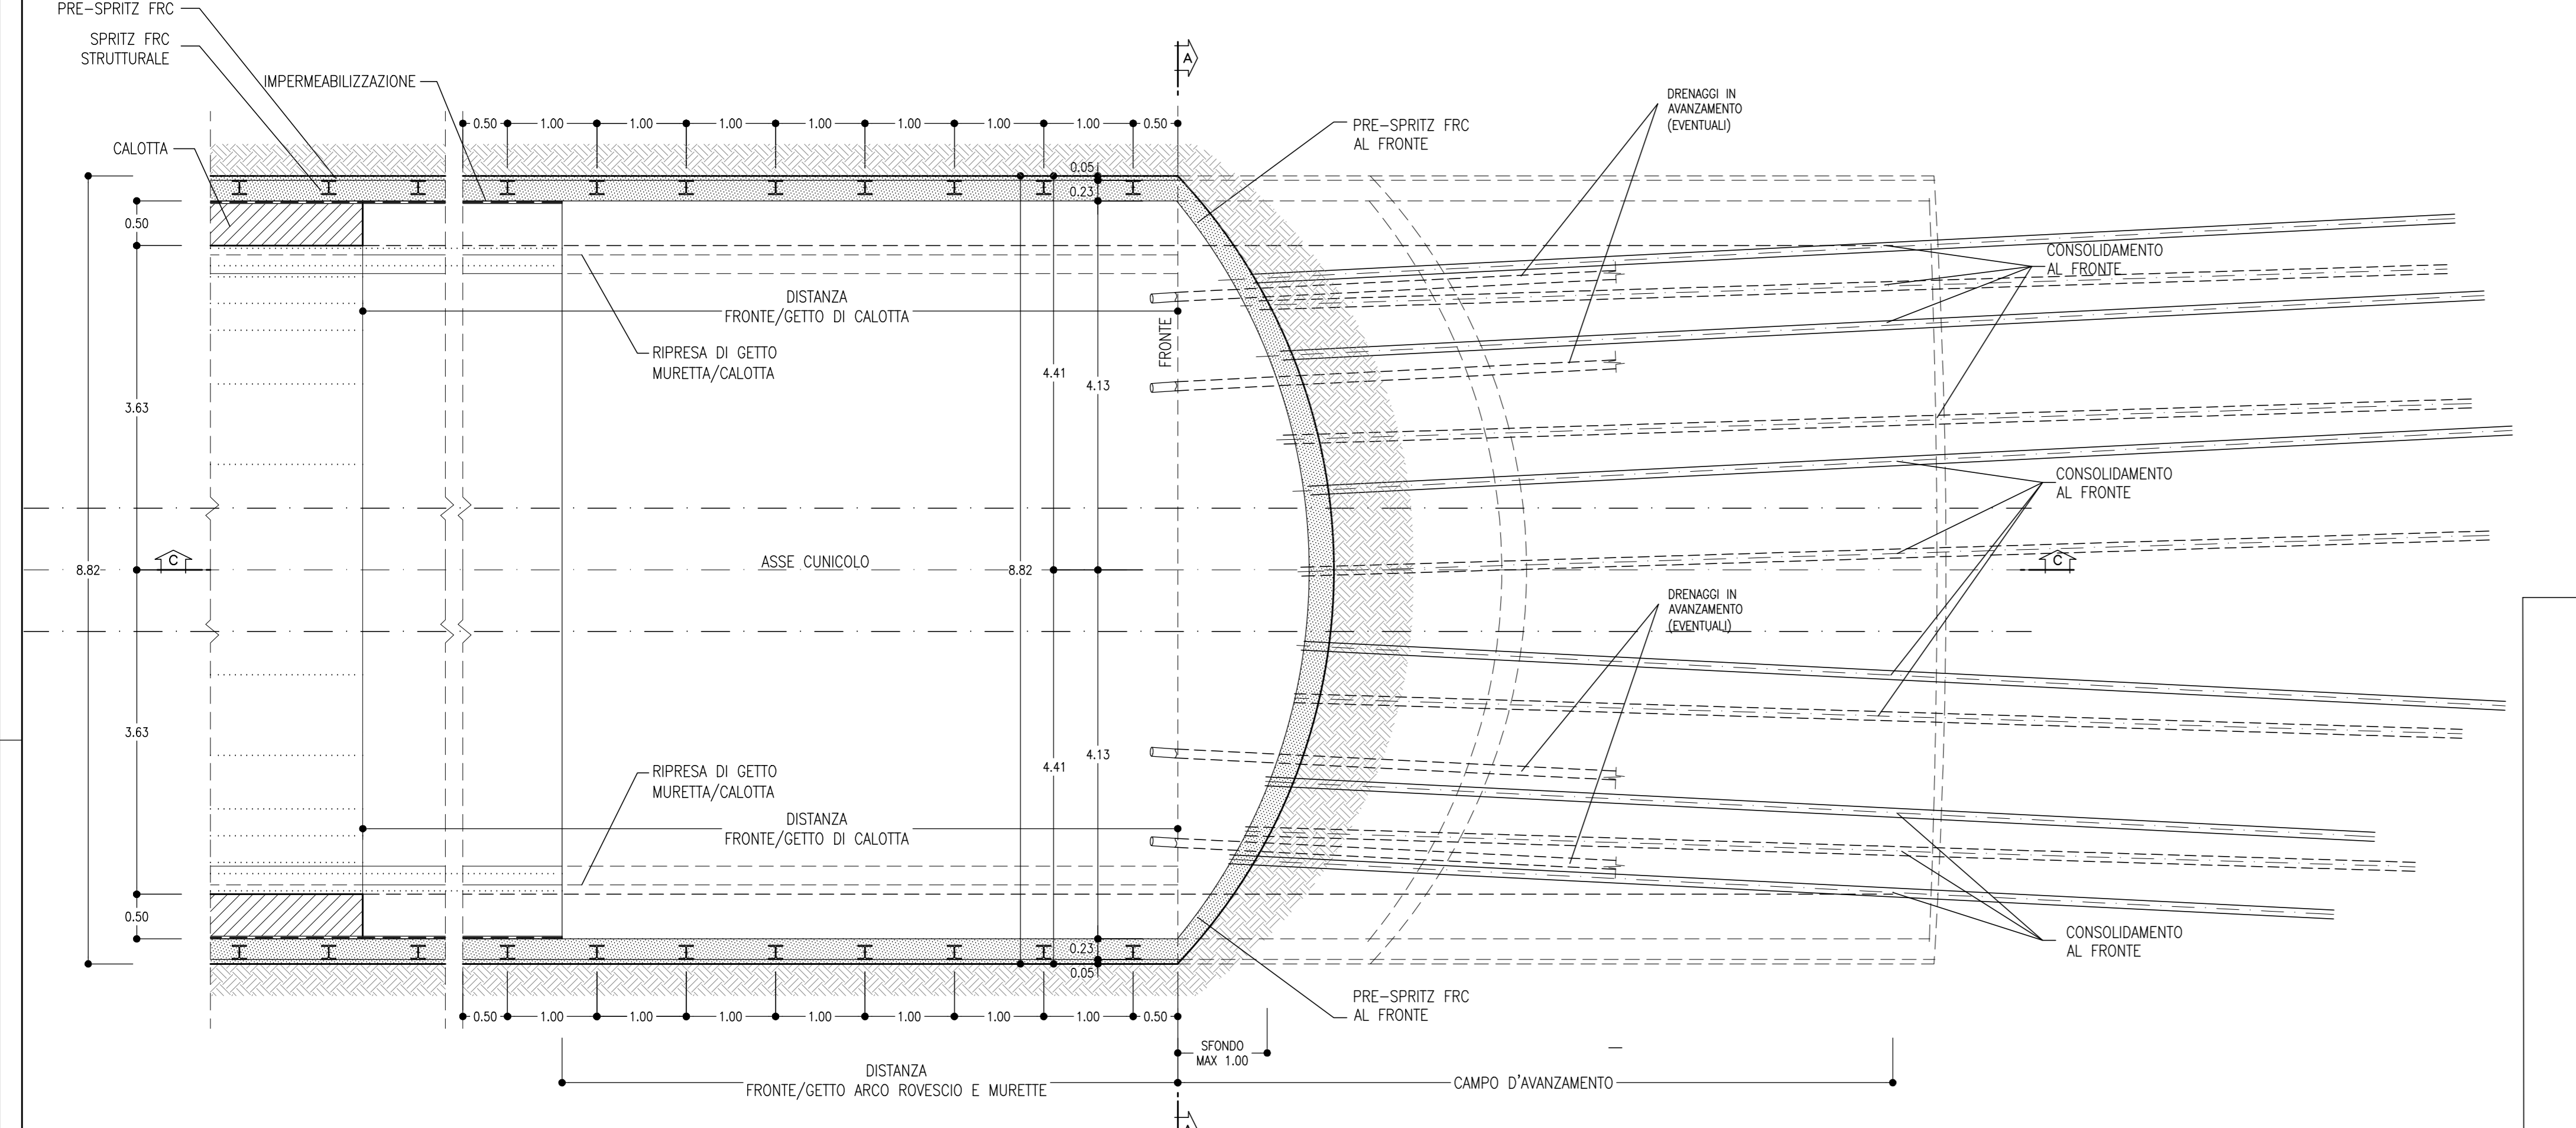 PRE-SPRITZ FRC
SPRITZ FRC
STRUTTURALE
IMPERMEABILIZZAZIONE
CALOTTA
A
DRENAGGI IN
AVANZAMENTO
(EVENTUALI)
PRE-SPRITZ FRC
AL FRONTE
0.50 1.00 1.00 1.00 1.00 1.00 1.00 1.00 0.50
0.05
0.23
0.50
CONSOLIDAMENTO
AL FRONTE
DISTANZA
FRONTE/GETTO DI CALOTTA
FRONTE
RIPRESA DI GETTO
MURETTA/CALOTTA
4.41
4.13
3.63
CONSOLIDAMENTO
AL FRONTE
C
ASSE CUNICOLO
8.82
8.82
C
DRENAGGI IN
AVANZAMENTO
(EVENTUALI)
3.63
4.41
4.13
RIPRESA DI GETTO
MURETTA/CALOTTA
DISTANZA
FRONTE/GETTO DI CALOTTA
0.50
CONSOLIDAMENTO
AL FRONTE
0.23
0.05
PRE-SPRITZ FRC
AL FRONTE
0.50 1.00 1.00 1.00 1.00 1.00 1.00 1.00 0.50
SFONDO
MAX 1.00
DISTANZA
FRONTE/GETTO ARCO ROVESCIO E MURETTE
CAMPO D'AVANZAMENTO